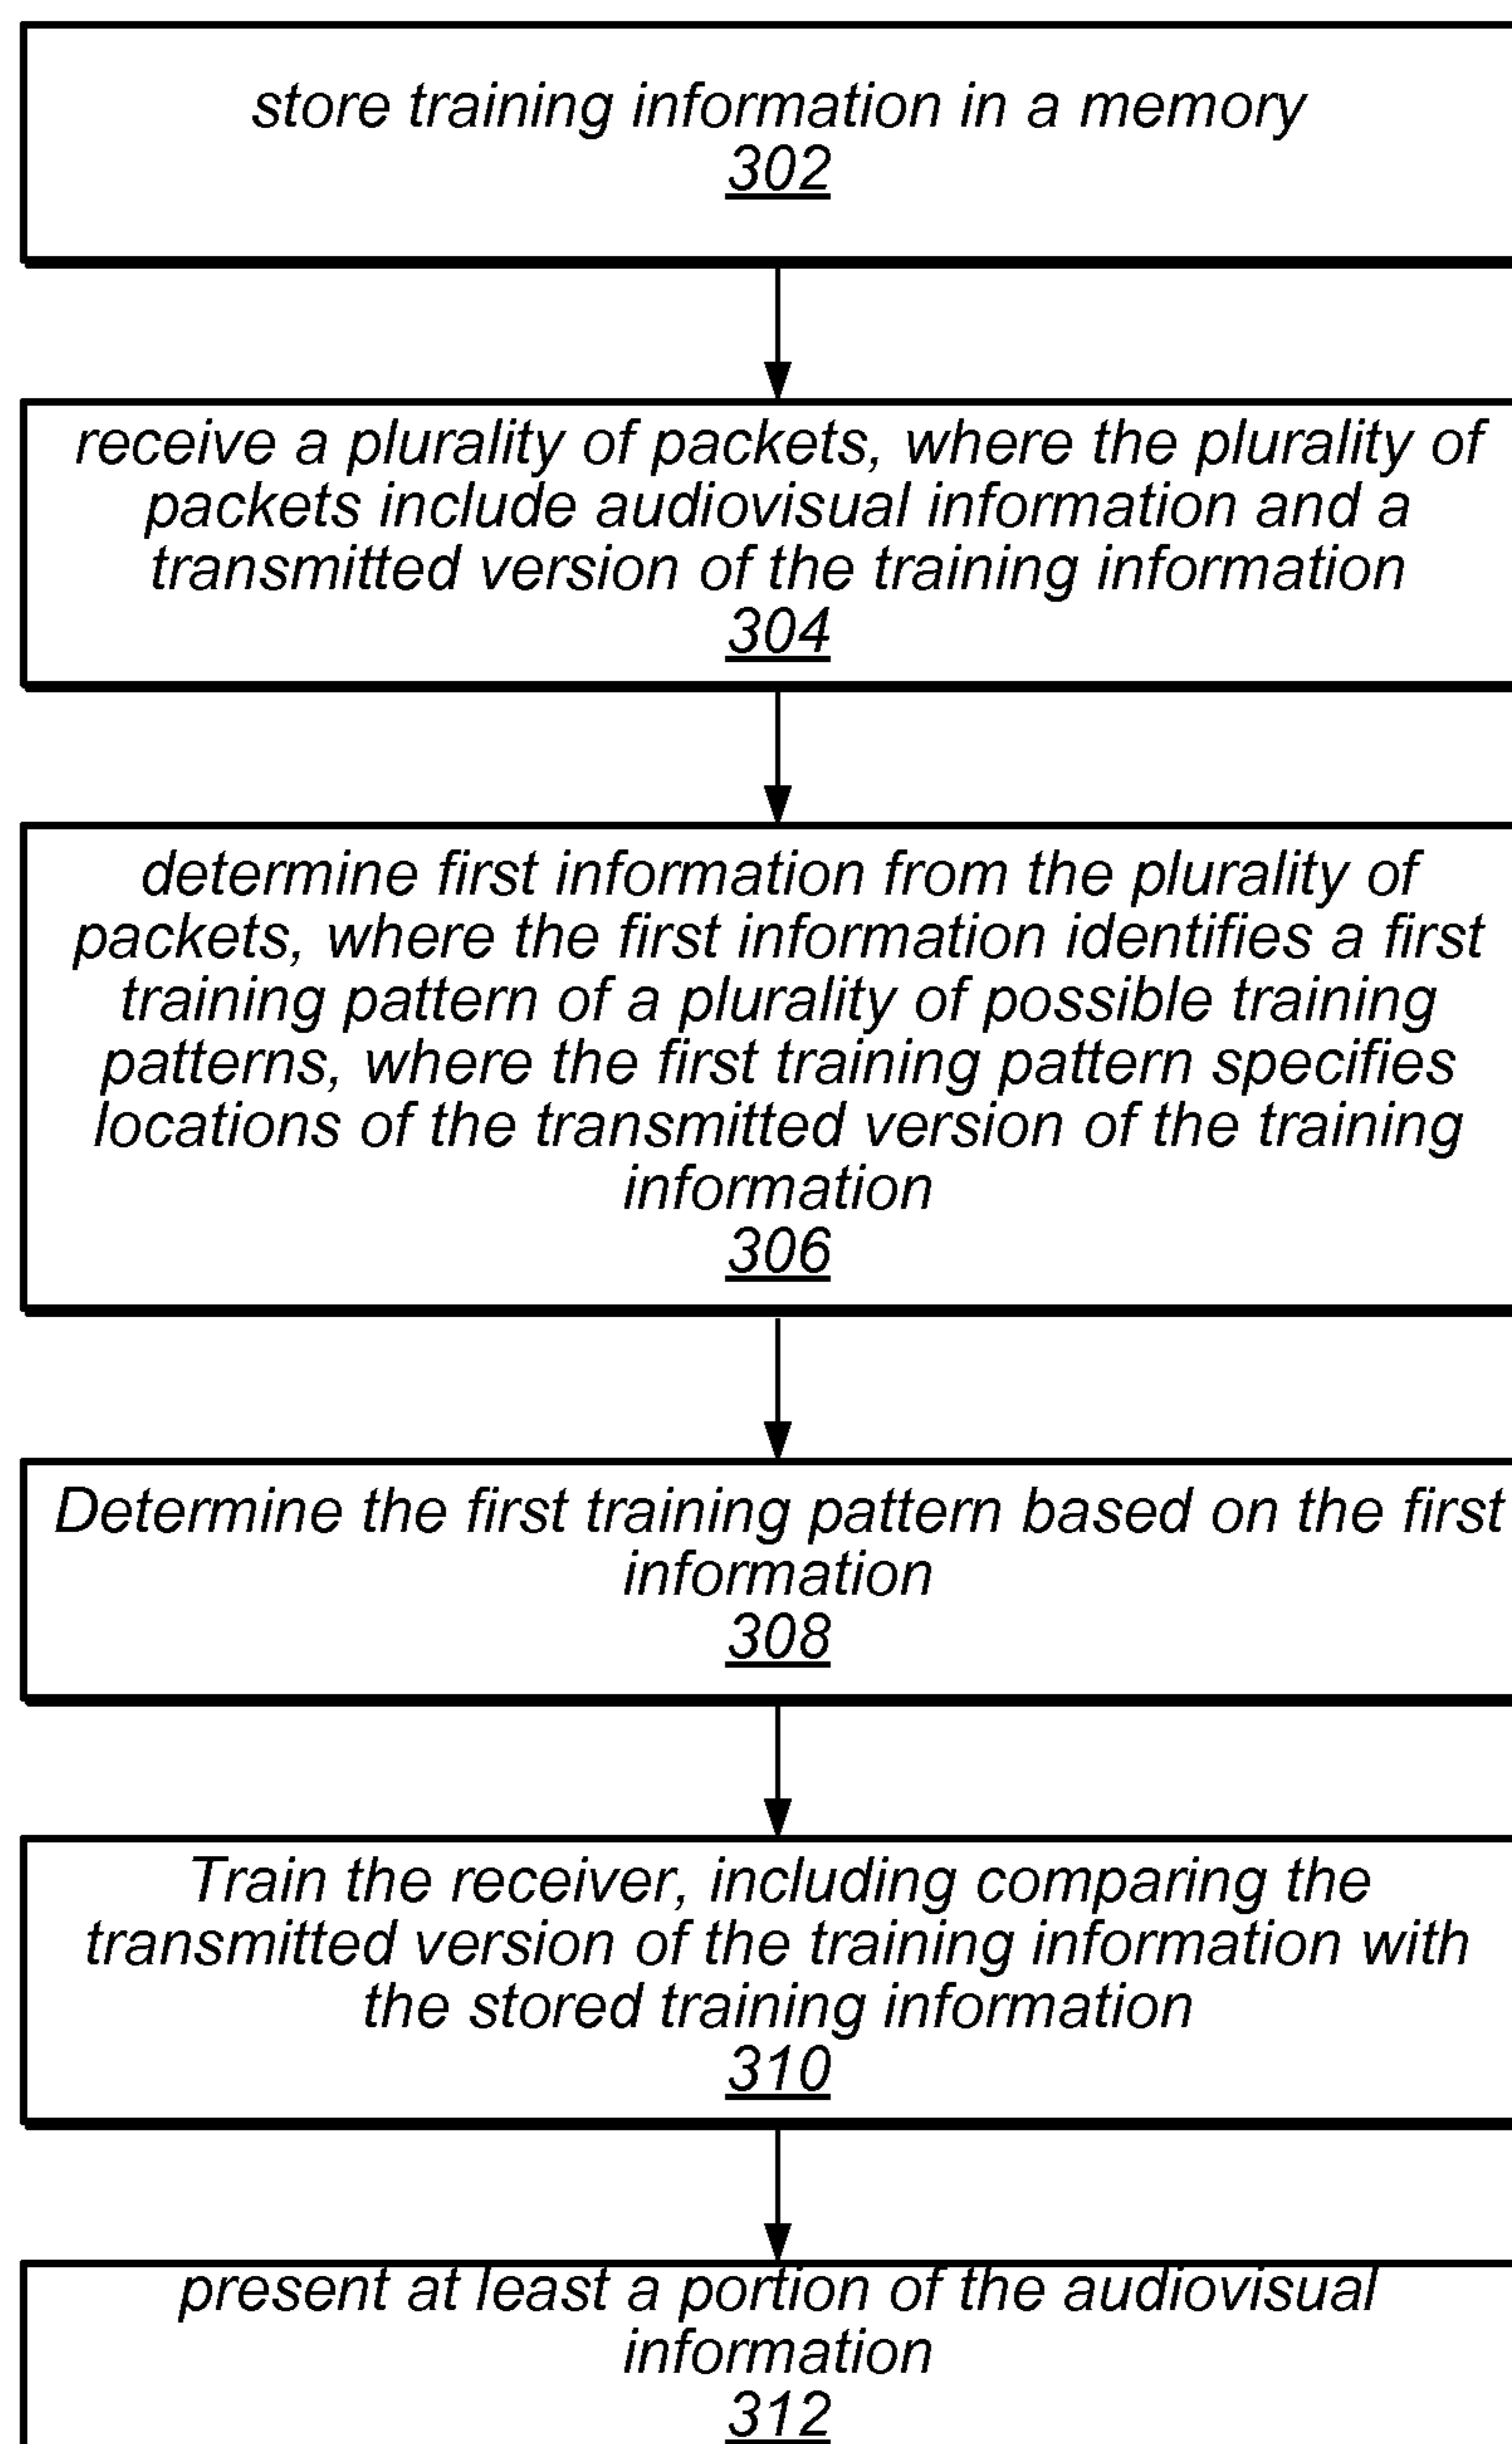 store training information in a memory
302
receive a plurality of packets, where the plurality of
packets include audiovisual information and a
transmitted version of the training information
304
determine first information from the plurality of
packets, where the first information identifies a first
training pattern of a plurality of possible training
patterns, where the first training pattern specifies
locations of the transmitted version of the training
information
306
Determine the first training pattern based on the first
information
308
Train the receiver, including comparing the
transmitted version of the training information with
the stored training information
310
present at least a portion of the audiovisual
information
312